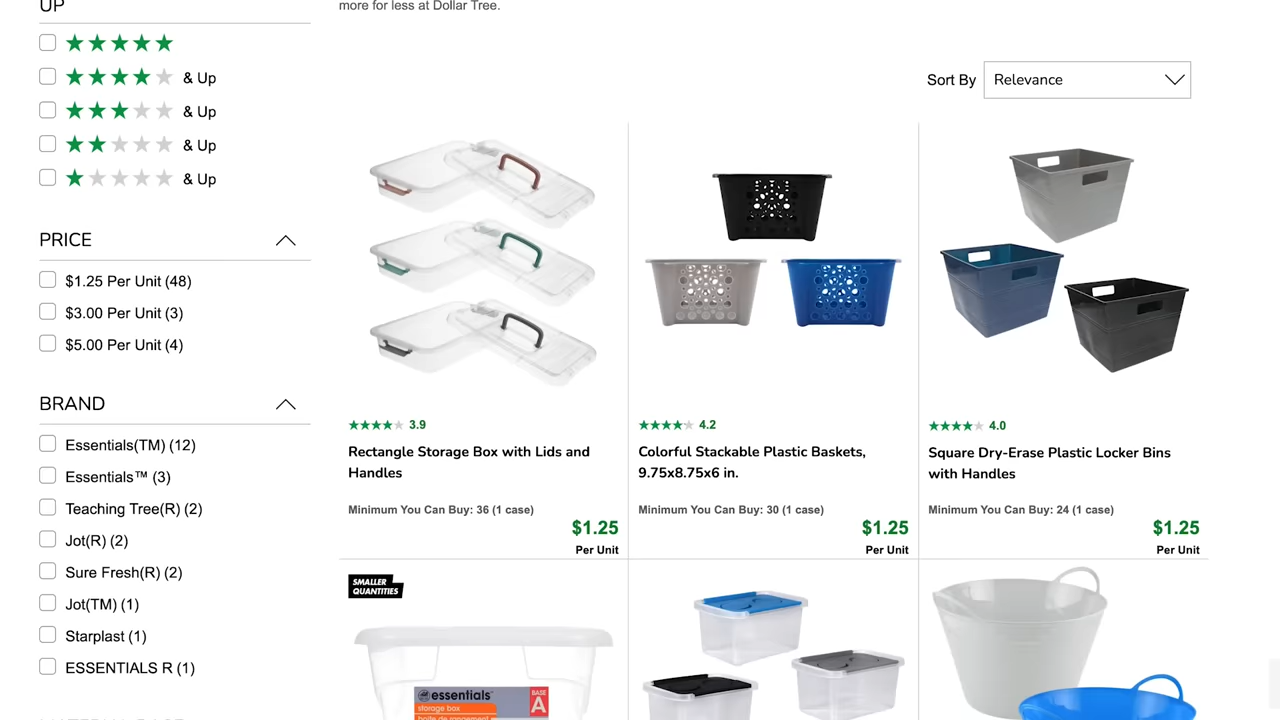 UP
more for less at Dollar Tree.
& Up
& Up
& Up
& Up
Sort By Relevance
PRICE
$1.25 Per Unit (48)
$3.00 Per Unit (3)
$5.00 Per Unit (4)
BRAND
Essentials(TM) (12)
Essentials™ (3)
Teaching Tree(R) (2)
Jot(R) (2)
Sure Fresh(R) (2)
Jot(TM) (1)
Starplast (1)
ESSENTIALS R (1)
3.9
Rectangle Storage Box with Lids and
Handles
Minimum You Can Buy: 36 (1 case)
$1.25
Per Unit
4.2
Colorful Stackable Plastic Baskets,
9.75x8.75x6 in.
Minimum You Can Buy: 30 (1 case)
$1.25
Per Unit
4.0
Square Dry-Erase Plastic Locker Bins
with Handles
Minimum You Can Buy: 24 (1 case)
$1.25
Per Unit
SMALLER
QUANTITIES
essentials™
BASE
A
storage box
boîte de rangement